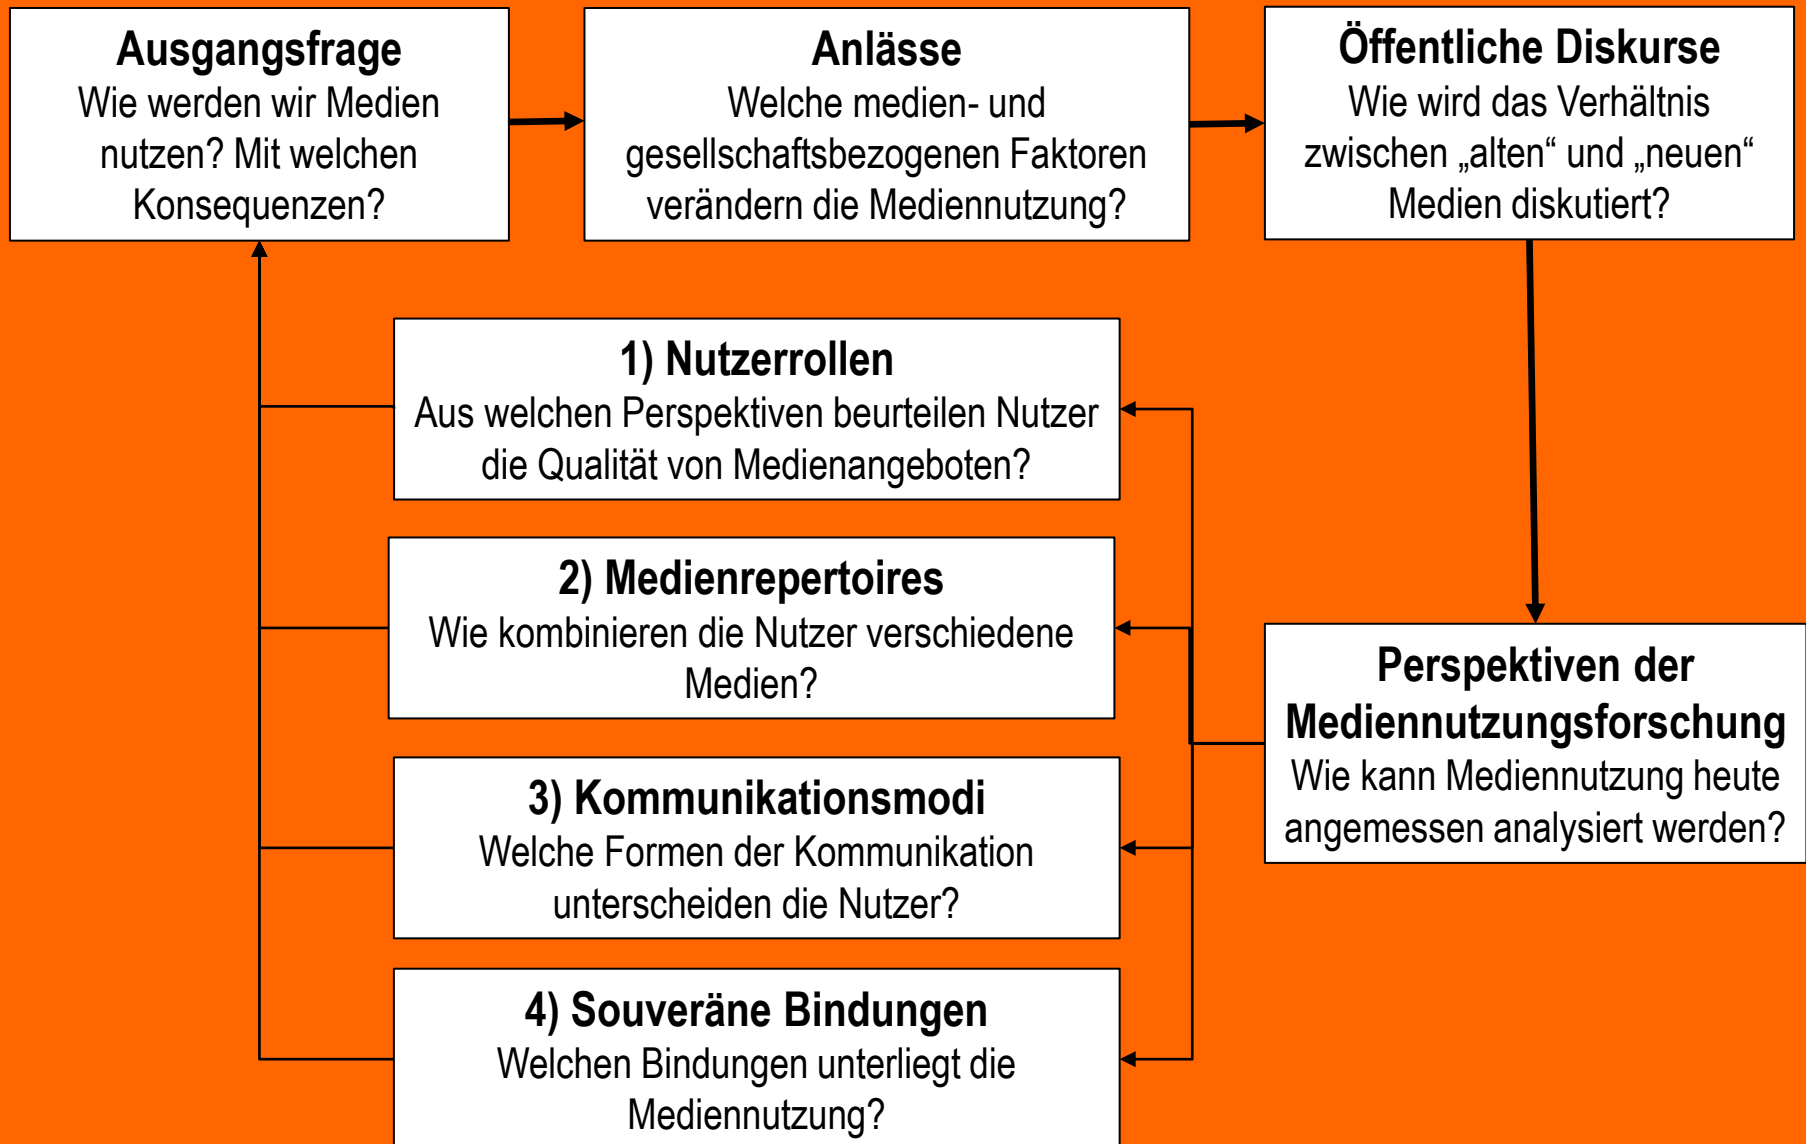 Ausgangsfrage
Wie werden wir Medien
nutzen? Mit welchen
Konsequenzen?
Anlässe
Welche medien- und
gesellschaftsbezogenen Faktoren
verändern die Mediennutzung?
Öffentliche Diskurse
Wie wird das Verhältnis
zwischen „alten“ und „neuen“
Medien diskutiert?
1) Nutzerrollen
Aus welchen Perspektiven beurteilen Nutzer
die Qualität von Medienangeboten?
2) Medienrepertoires
Wie kombinieren die Nutzer verschiedene
Medien?
3) Kommunikationsmodi
Welche Formen der Kommunikation
unterscheiden die Nutzer?
4) Souveräne Bindungen
Welchen Bindungen unterliegt die
Mediennutzung?
Perspektiven der
Mediennutzungsforschung
Wie kann Mediennutzung heute
angemessen analysiert werden?